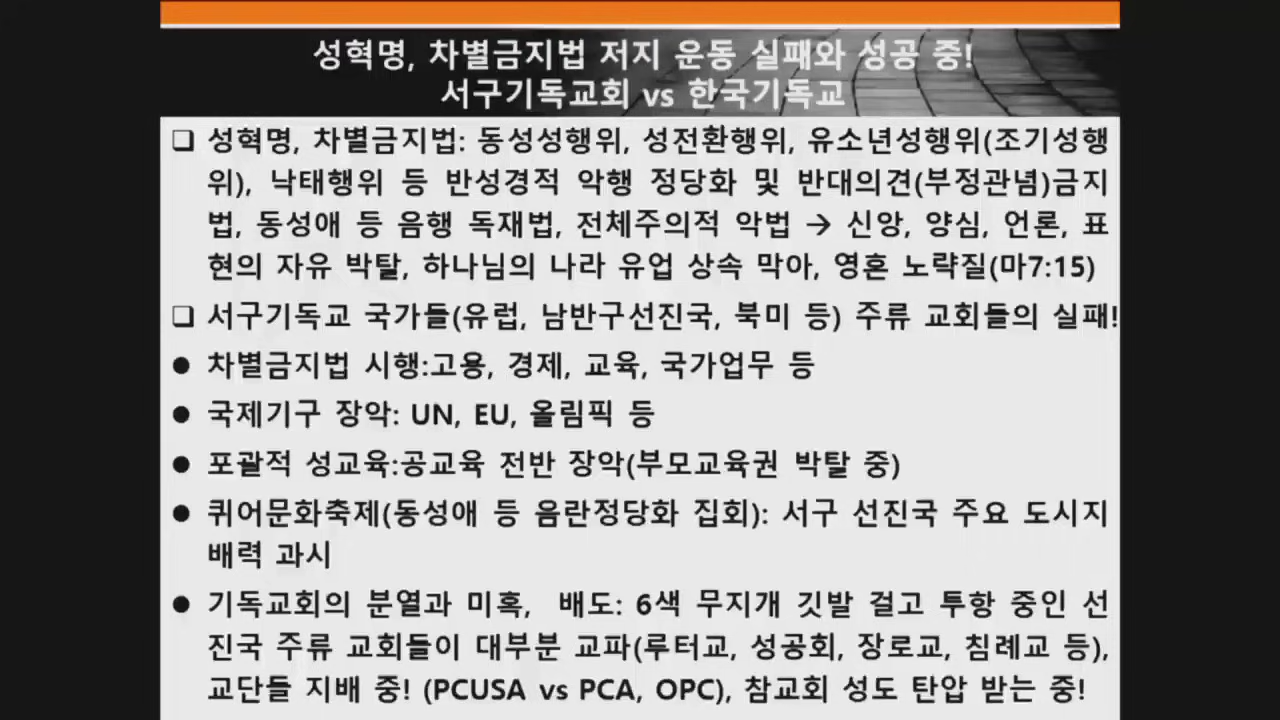 성혁명, 차별금지법 저지 운동 실패와 성공 중!
서구기독교회 vs 한국기독교
❑ 성혁명, 차별금지법: 동성성행위, 성전환행위, 유소년성행위(조기성행
위), 낙태행위 등 반성경적 악행 정당화 및 반대의견(부정관념)금지
법, 동성애 등 음행 독재법, 전체주의적 악법 → 신앙, 양심, 언론, 표
현의 자유 박탈, 하나님의 나라 유업 상속 막아, 영혼 노략질(마7:15)
❑ 서구기독교 국가들(유럽, 남반구선진국, 북미 등) 주류 교회들의 실패!
● 차별금지법 시행:고용, 경제, 교육, 국가업무 등
● 국제기구 장악: UN, EU, 올림픽 등
● 포괄적 성교육:공교육 전반 장악(부모교육권 박탈 중)
● 퀴어문화축제(동성애 등 음란정당화 집회): 서구 선진국 주요 도시지
배력 과시
● 기독교회의 분열과 미혹, 배도: 6색 무지개 깃발 걸고 투항 중인 선
진국 주류 교회들이 대부분 교파(루터교, 성공회, 장로교, 침례교 등),
교단들 지배 중! (PCUSA vs PCA, OPC), 참교회 성도 탄압 받는 중!